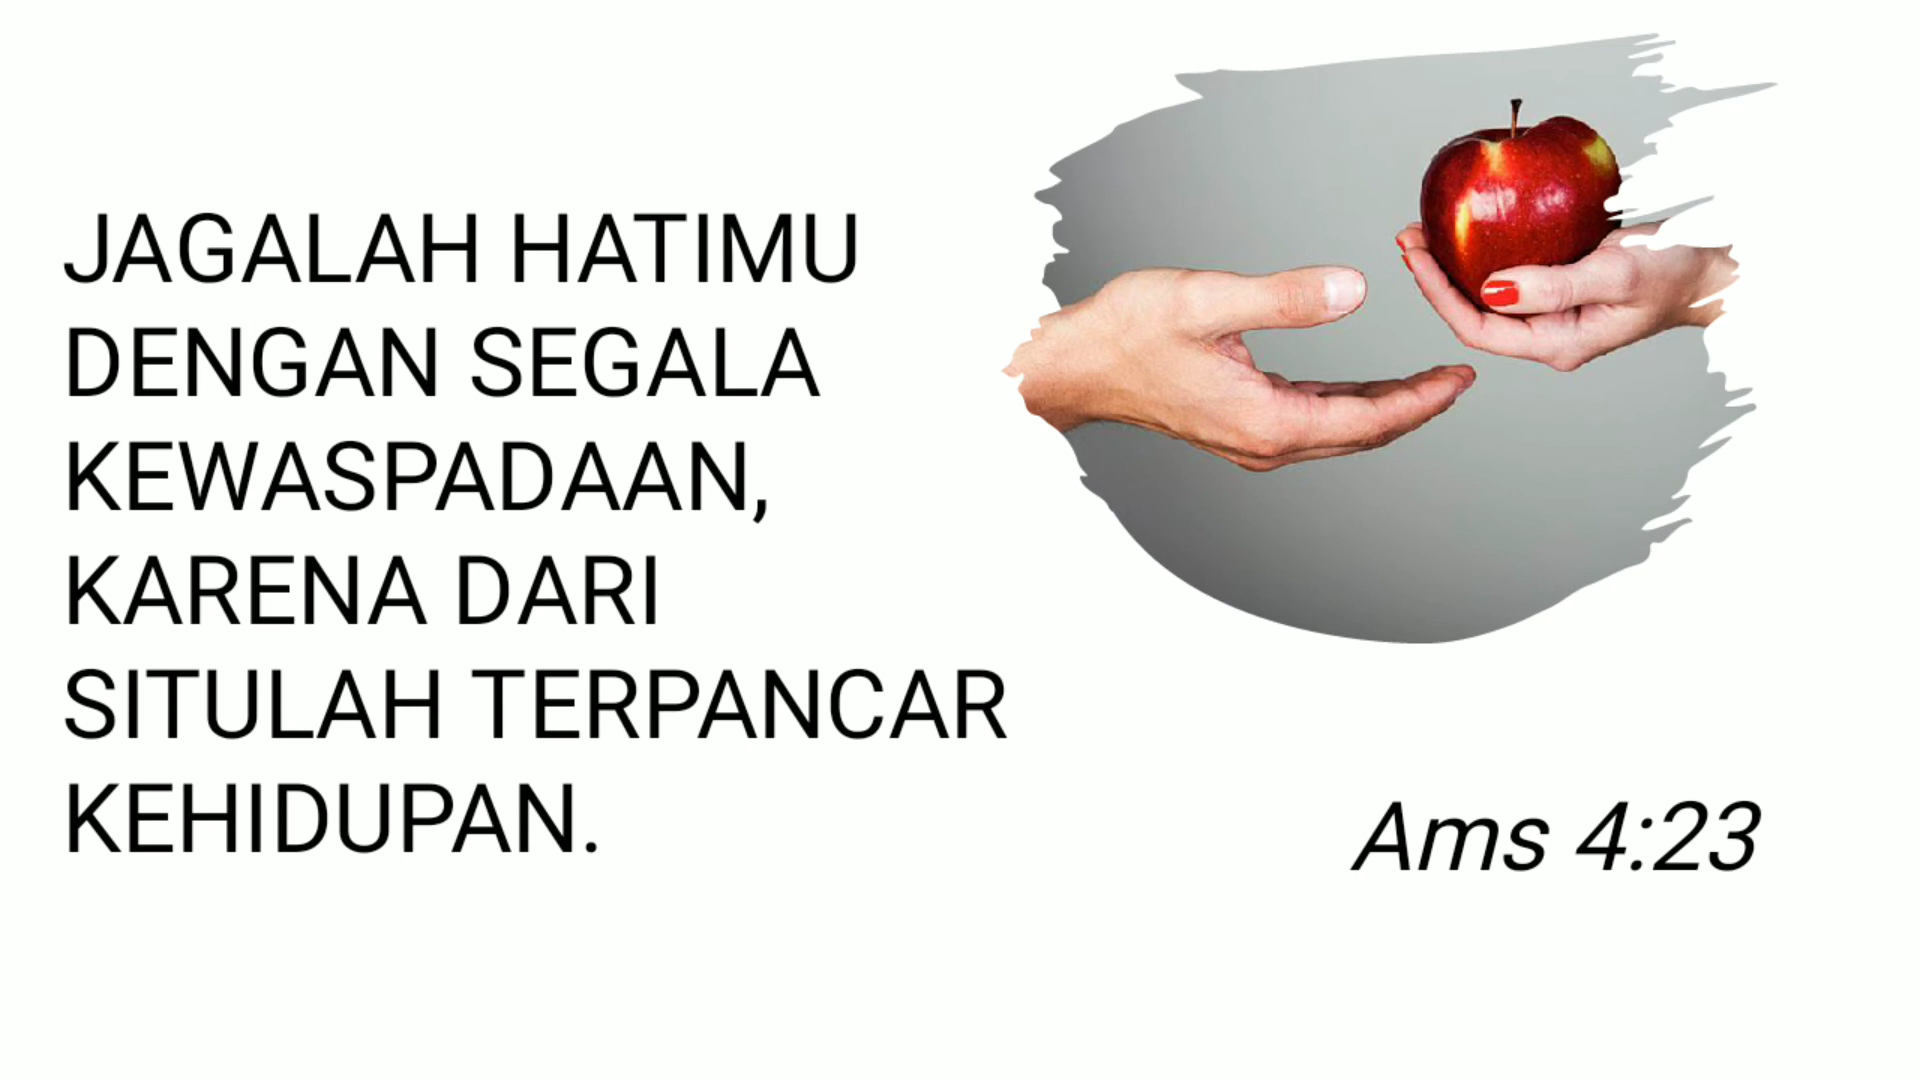 JAGALAH HATIMU
DENGAN SEGALA
KEWASPADAAN,
KARENA DARI
SITULAH TERPANCAR
KEHIDUPAN.
Ams 4:23